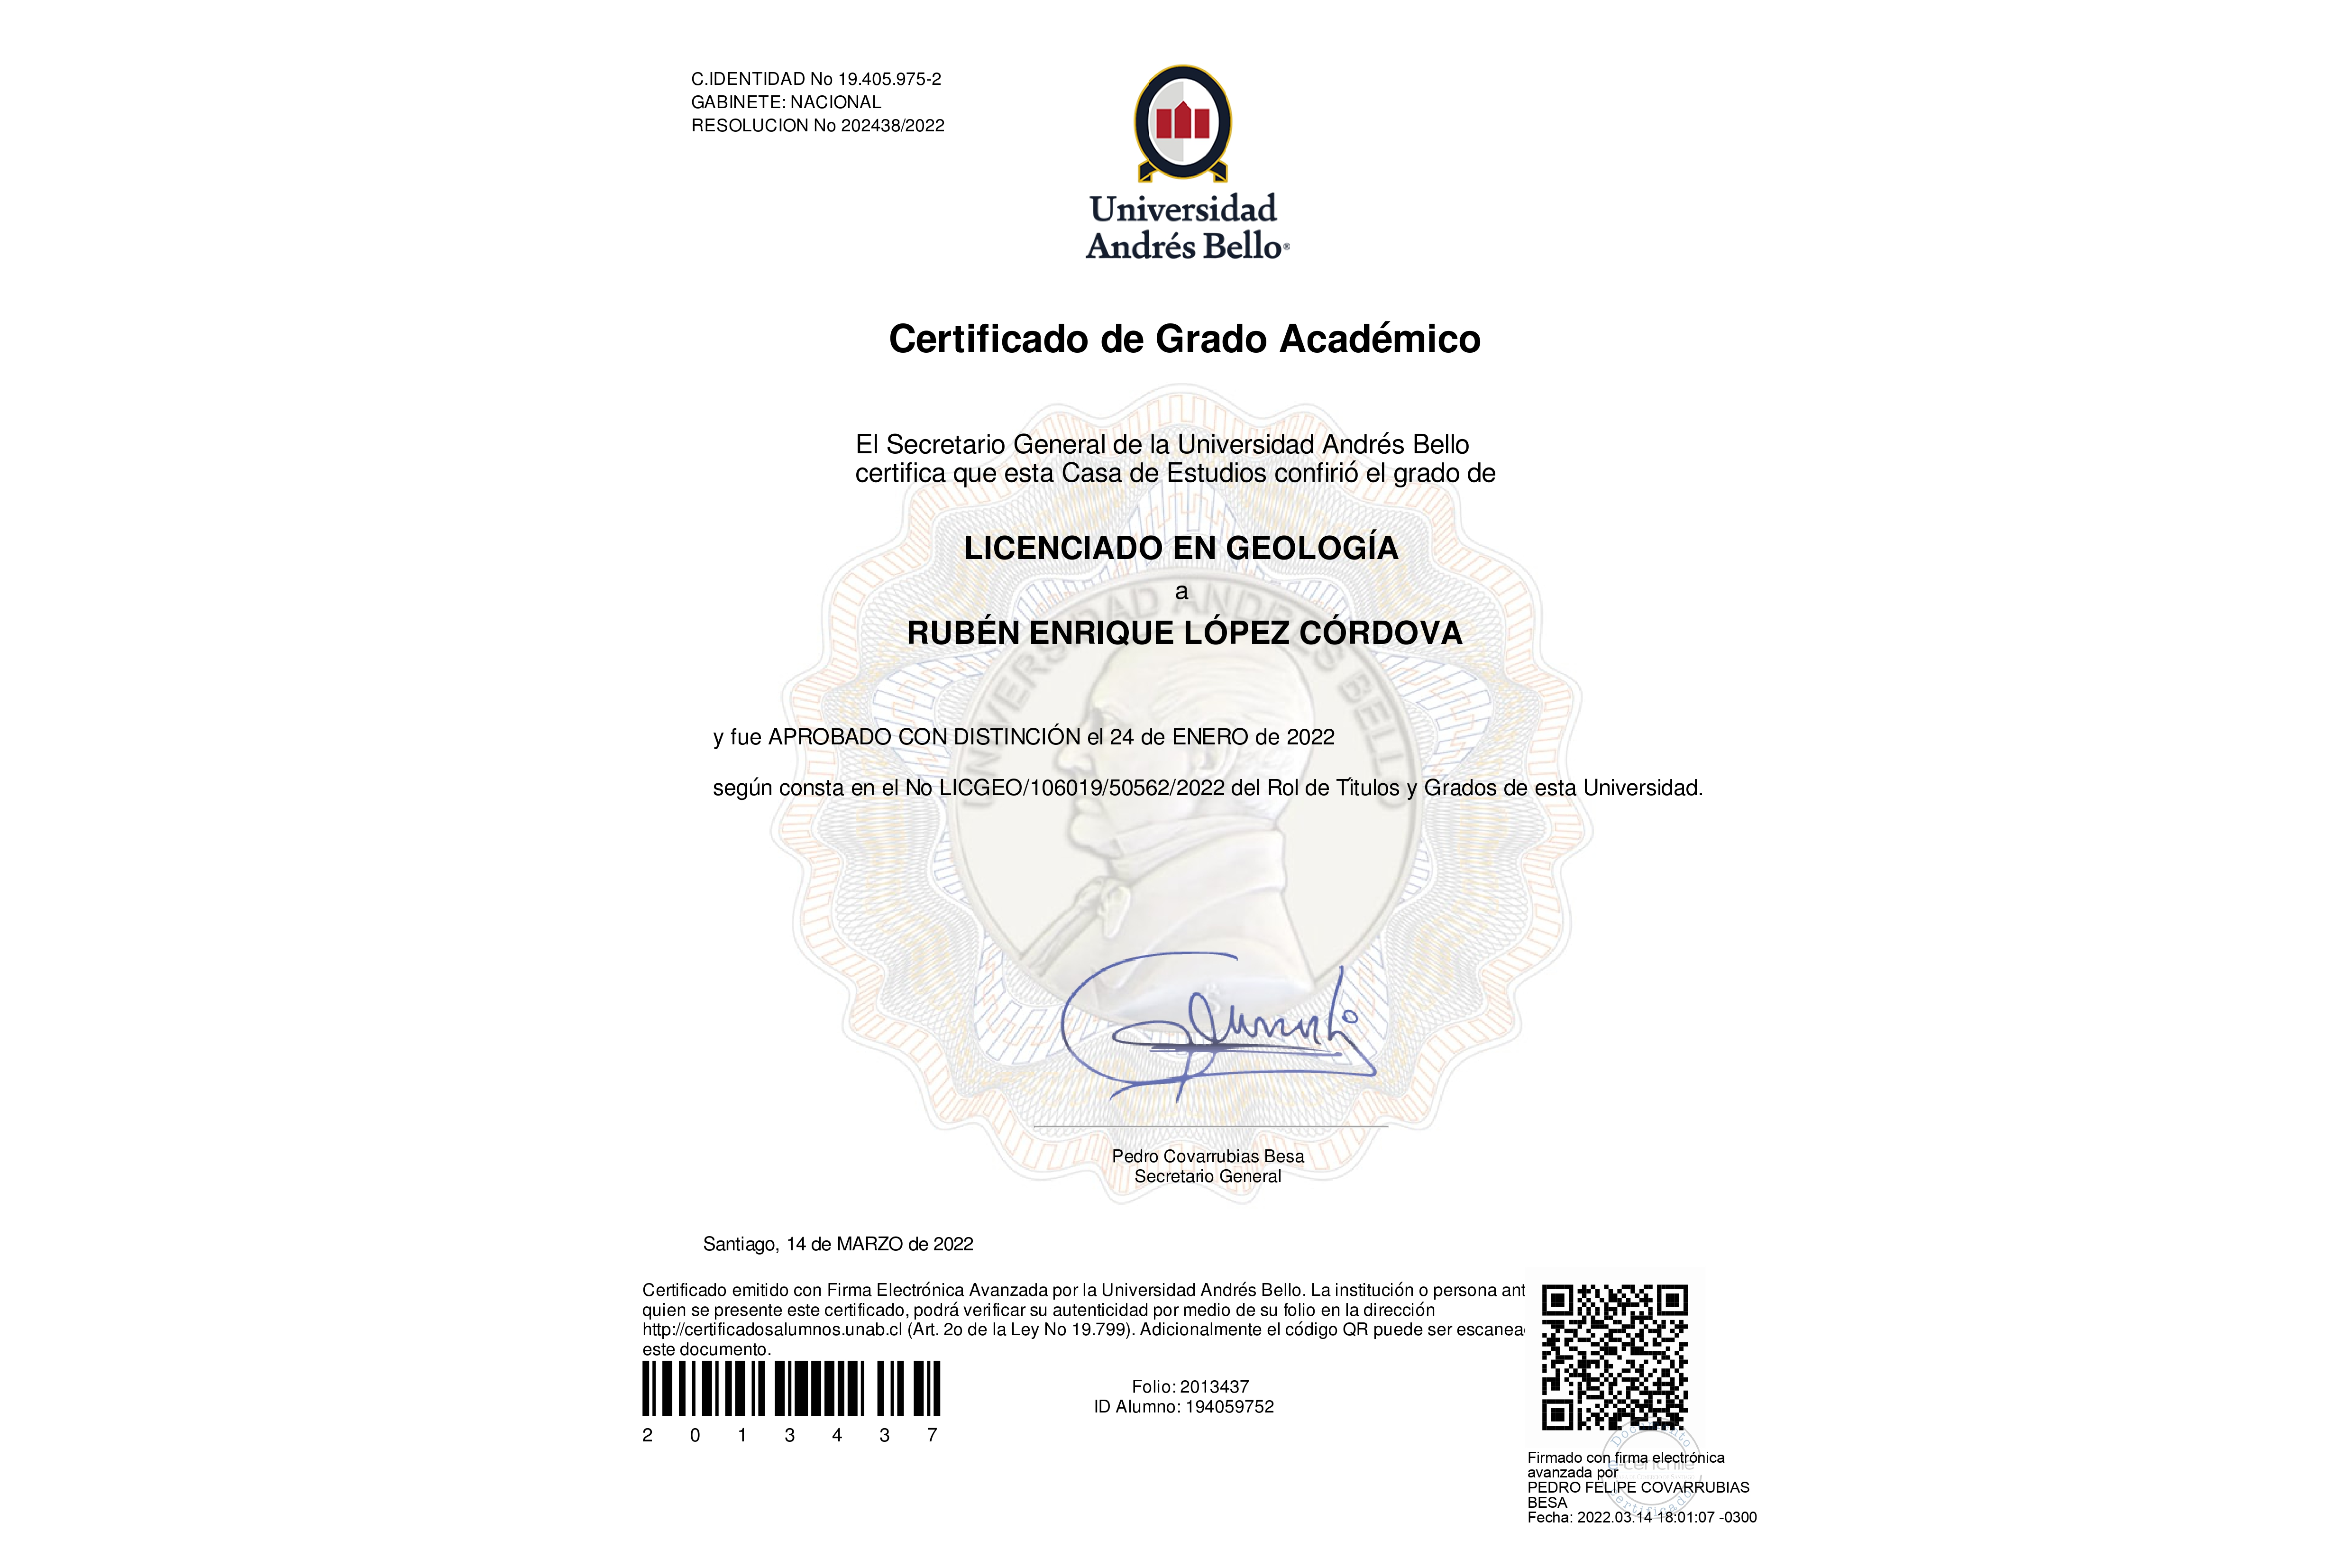 C.IDENTIDAD No 19.405.975-2
GABINETE: NACIONAL
RESOLUCION No 202438/2022
Universidad
Andrés Bello®
Certificado de Grado Académico
El Secretario General de la Universidad Andrés Bello
certifica que esta Casa de Estudios confirió el grado de
LICENCIADO EN GEOLOGÍA
a
RUBÉN ENRIQUE LÓPEZ CÓRDOVA
UNIVERSIDAD ANDRES BELLO
y fue APROBADO CON DISTINCIÓN el 24 de ENERO de 2022
según consta en el No LICGEO/106019/50562/2022 del Rol de Títulos y Grados de esta Universidad.
Pedro Covarrubias Besa
Secretario General
Santiago, 14 de MARZO de 2022
Certificado emitido con Firma Electrónica Avanzada por la Universidad Andrés Bello. La institución o persona ant
quien se presente este certificado, podrá verificar su autenticidad por medio de su folio en la dirección
http://certificadosalumnos.unab.cl (Art. 2o de la Ley No 19.799). Adicionalmente el código QR puede ser escanea
este documento.
2 0 1 3 4 3 7
Folio: 2013437
ID Alumno: 194059752
Firmado con firma electrónica
avanzada por
PEDRO FELIPE COVARRUBIAS
BESA
Fecha: 2022.03.14 18:01:07 -0300